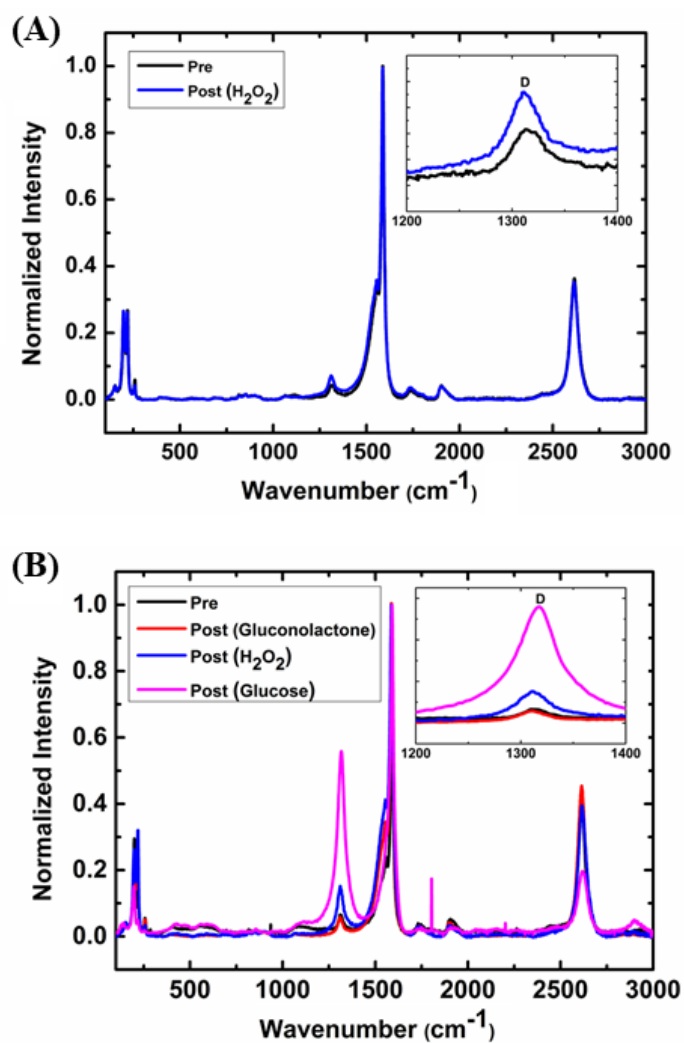 (A)
Pre
Post (H2O2)
D
1200 1300 1400
1.0
0.8
0.6
0.4
0.2
0.0
Normalized Intensity
500 1000 1500 2000 2500 3000
Wavenumber (cm-1)
(B)
Pre
Post (Gluconolactone)
Post (H2O2)
Post (Glucose)
D
1200 1300 1400
1.0
0.8
0.6
0.4
0.2
0.0
Normalized Intensity
500 1000 1500 2000 2500 3000
Wavenumber (cm-1)